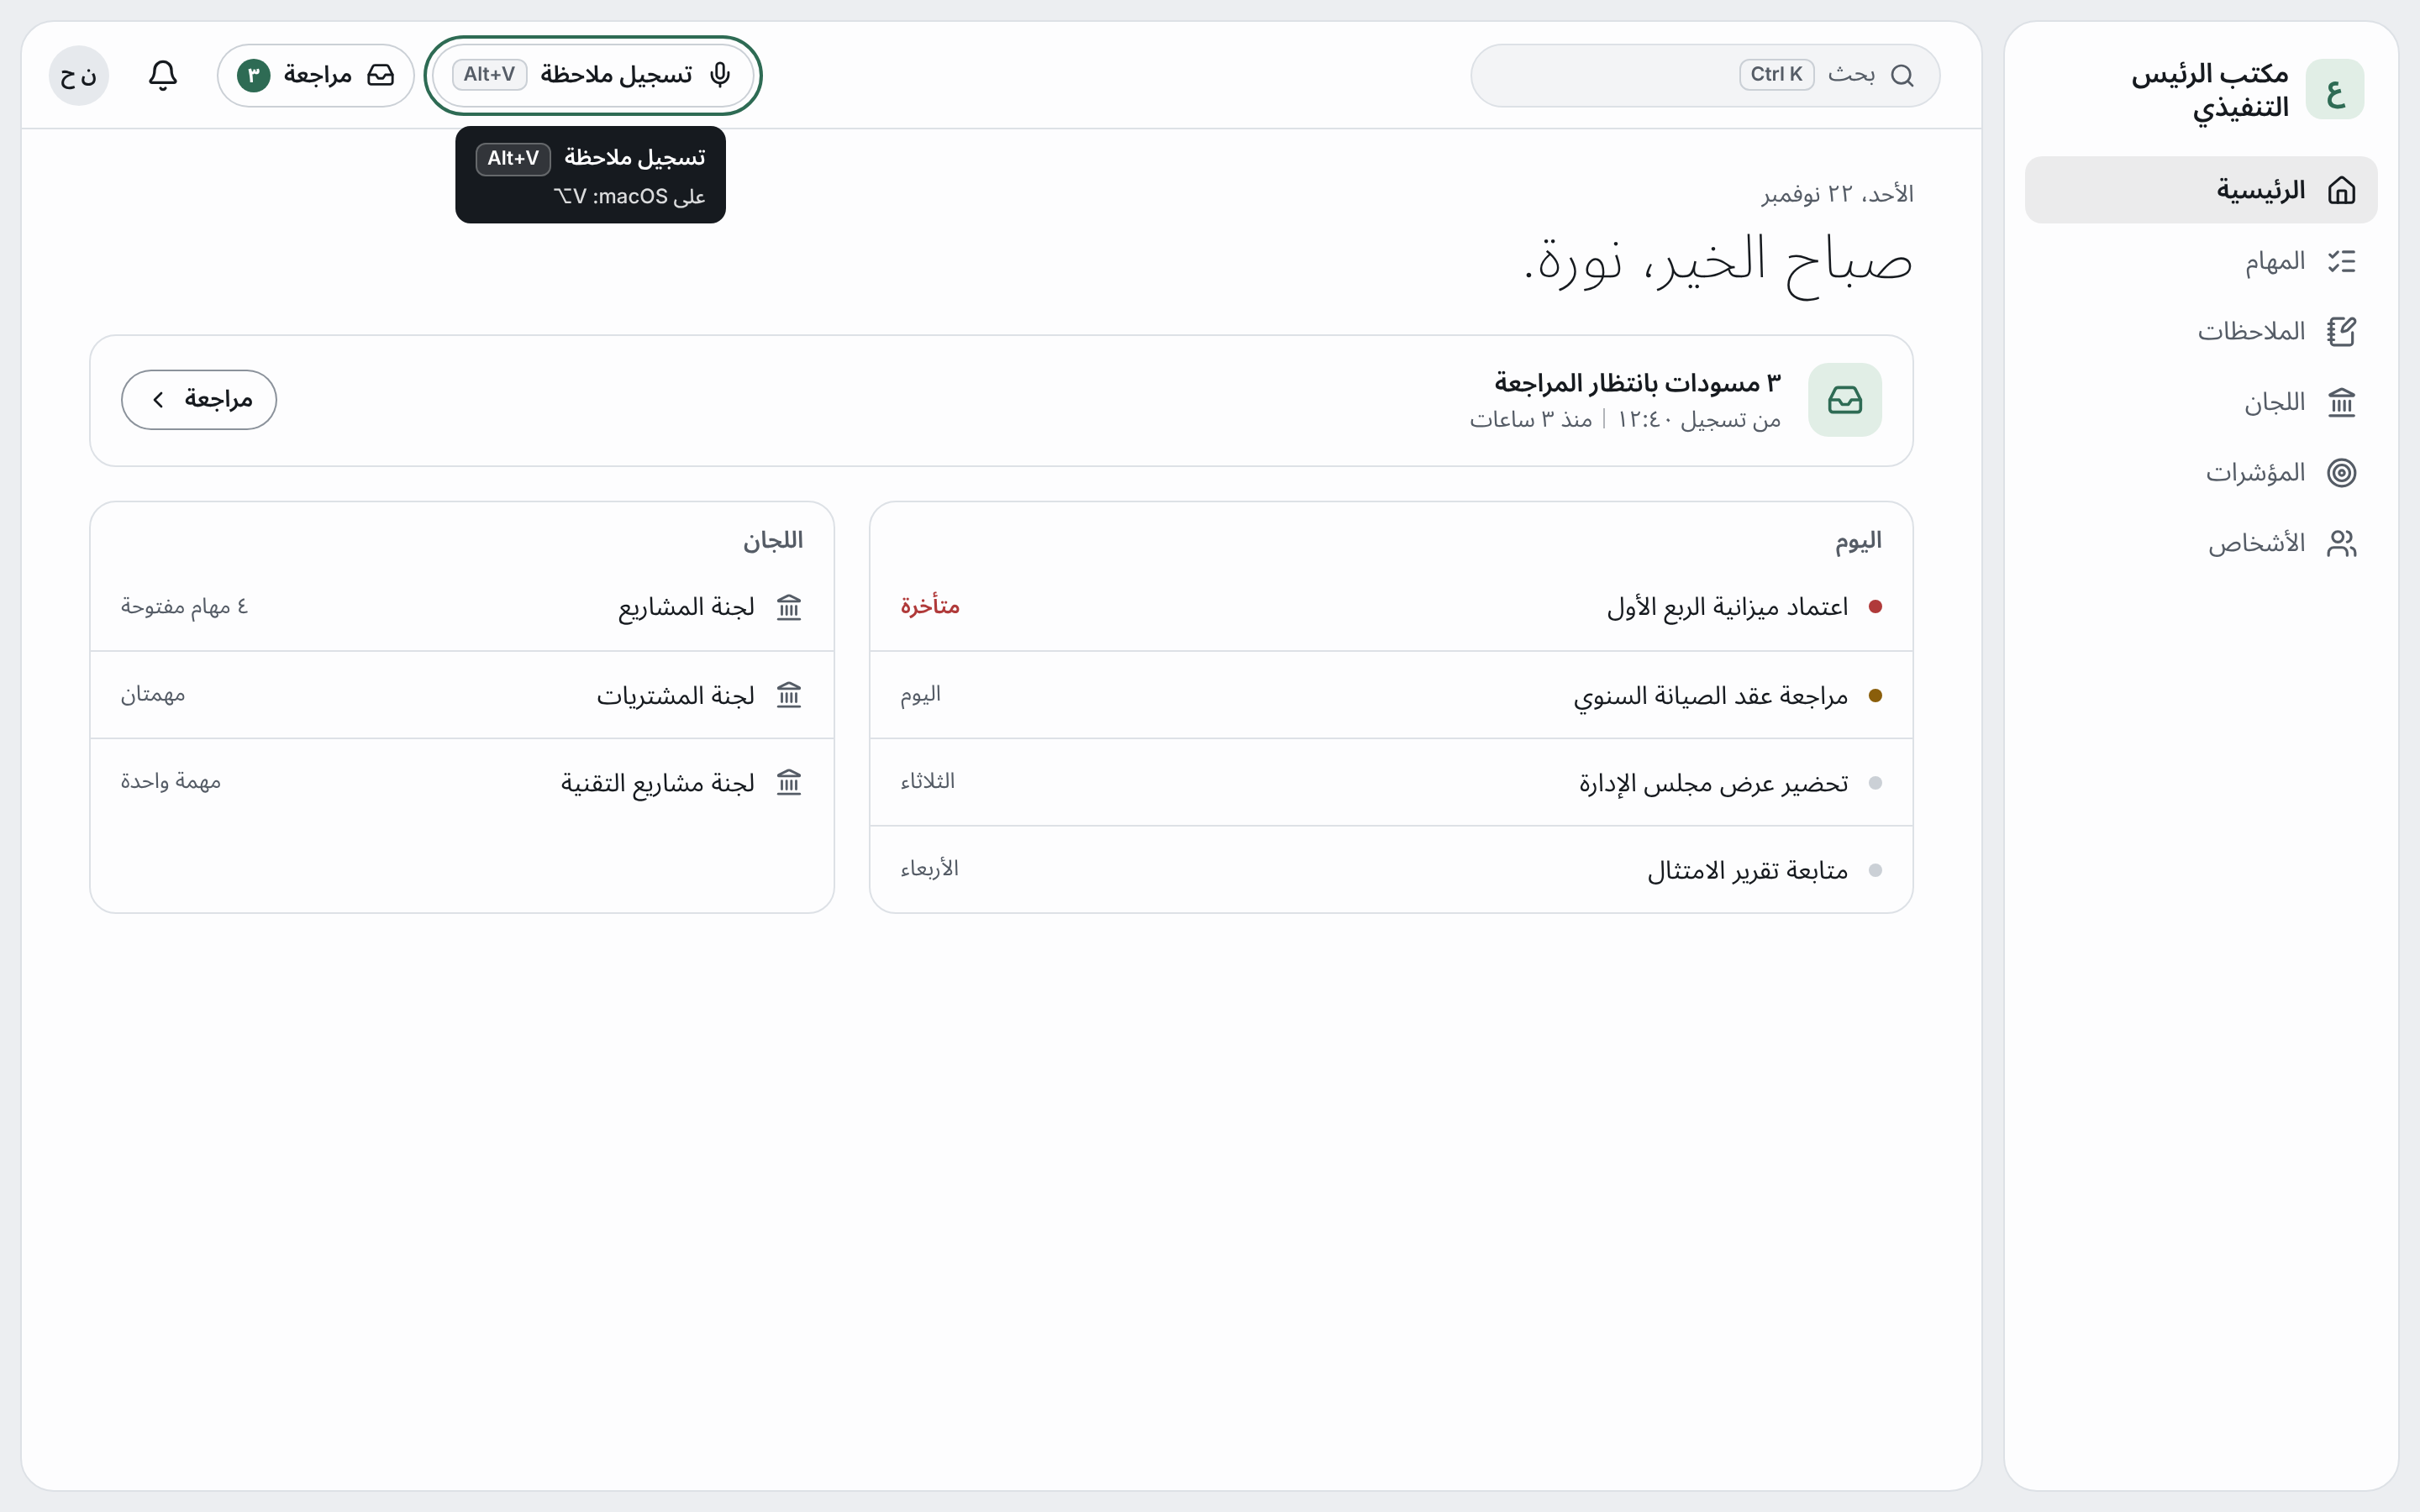 ع
مكتب الرئيس
التنفيذي
الرئيسية
المهام
الملاحظات
اللجان
المؤشرات
الأشخاص
بحث Ctrl K
تسجيل ملاحظة Alt+V
مراجعة ٣
ن ح
تسجيل ملاحظة Alt+V
على macOS: ⌥V
الأحد، ٢٢ نوفمبر
صباح الخير، نورة.
٣ مسودات بانتظار المراجعة
من تسجيل ١٢:٤٠ | منذ ٣ ساعات
مراجعة
اليوم
اعتماد ميزانية الربع الأول متأخرة
مراجعة عقد الصيانة السنوي اليوم
تحضير عرض مجلس الإدارة الثلاثاء
متابعة تقرير الامتثال الأربعاء
اللجان
لجنة المشاريع ٤ مهام مفتوحة
لجنة المشتريات مهمتان
لجنة مشاريع التقنية مهمة واحدة